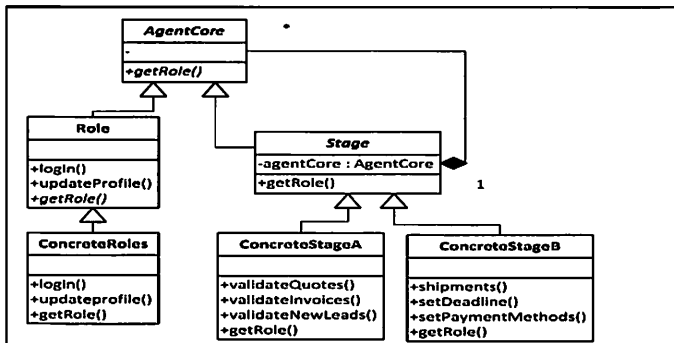 AgentCore
-
+getRole()
Role
+logIn()
+updateProfile()
+getRole()
Stage
-agentCore : AgentCore
+getRole()
1
ConcreteRoles
+logIn()
+updateprofile()
+getRole()
ConcreteStageA
+validateQuotes()
+validateInvoices()
+validateNewLeads()
+getRole()
ConcreteStageB
+shipments()
+setDeadline()
+setPaymentMethods()
+getRole()